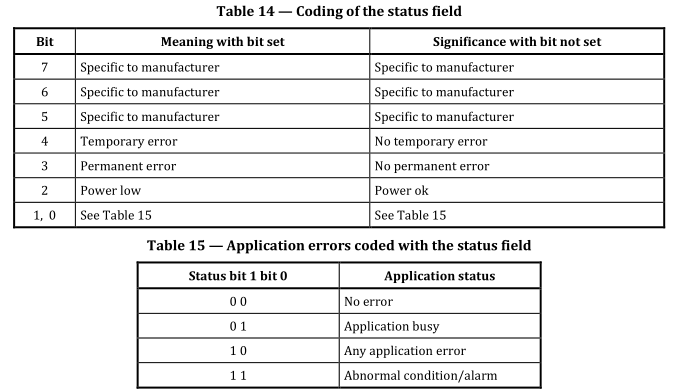 Table 14 — Coding of the status field
Bit Meaning with bit set Significance with bit not set
7 Specific to manufacturer Specific to manufacturer
6 Specific to manufacturer Specific to manufacturer
5 Specific to manufacturer Specific to manufacturer
4 Temporary error No temporary error
3 Permanent error No permanent error
2 Power low Power ok
1, 0 See Table 15 See Table 15
Table 15 — Application errors coded with the status field
Status bit 1 bit 0 Application status
0 0 No error
0 1 Application busy
1 0 Any application error
1 1 Abnormal condition/alarm